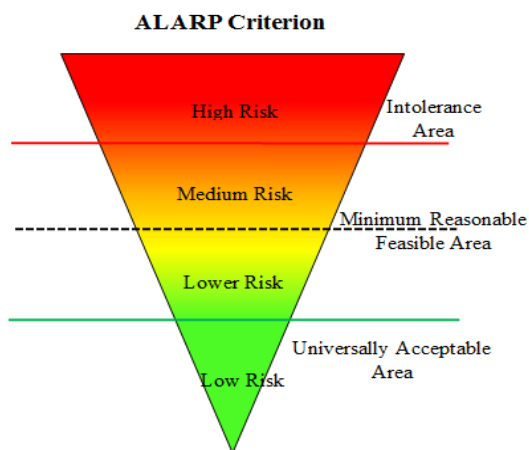 ALARP Criterion
High Risk
Intolerance
Area
Medium Risk
Minimum Reasonable
Feasible Area
Lower Risk
Universally Acceptable
Area
Low Risk